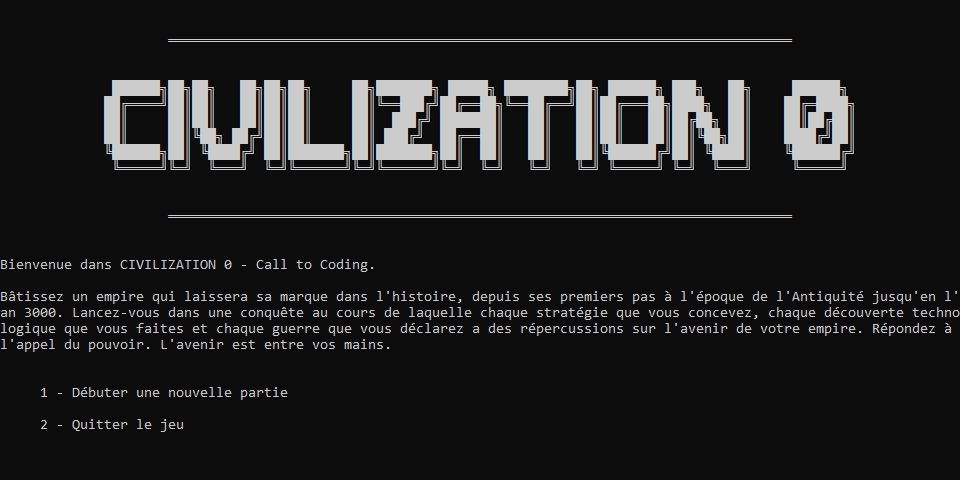 CIVILIZATION 0
Bienvenue dans CIVILIZATION 0 - Call to Coding.
Bâtissez un empire qui laissera sa marque dans l'histoire, depuis ses premiers pas à l'époque de l'Antiquité jusqu'en l'
an 3000. Lancez-vous dans une conquête au cours de laquelle chaque stratégie que vous concevez, chaque découverte techno
logique que vous faites et chaque guerre que vous déclarez a des répercussions sur l'avenir de votre empire. Répondez à
l'appel du pouvoir. L'avenir est entre vos mains.
1 - Débuter une nouvelle partie
2 - Quitter le jeu